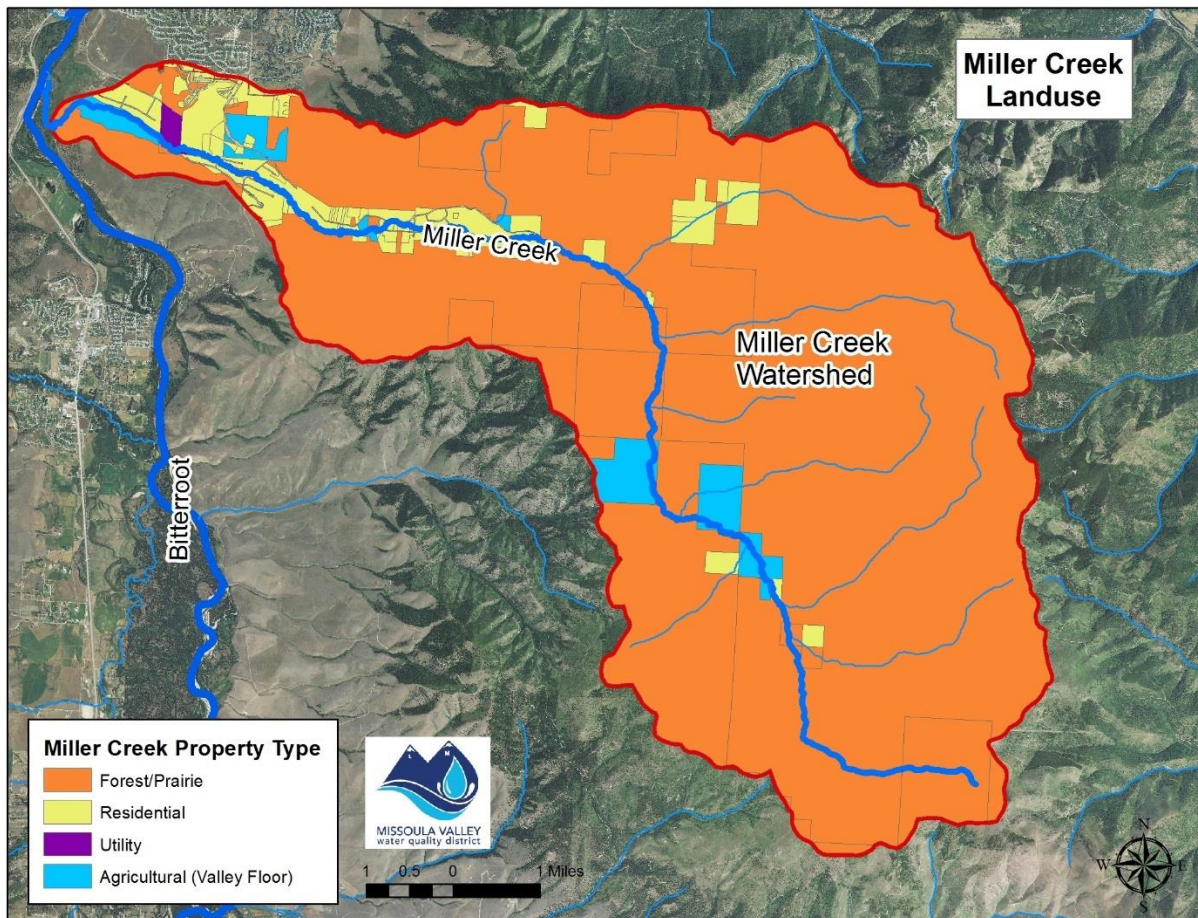 Miller Creek
Landuse
Miller Creek
Miller Creek
Watershed
Bitterroot
Miller Creek Property Type
Forest/Prairie
Residential
Utility
Agricultural (Valley Floor)
L M
MISSOULA VALLEY
water quality district
1 0.5 0 1 Miles
N
W E
S